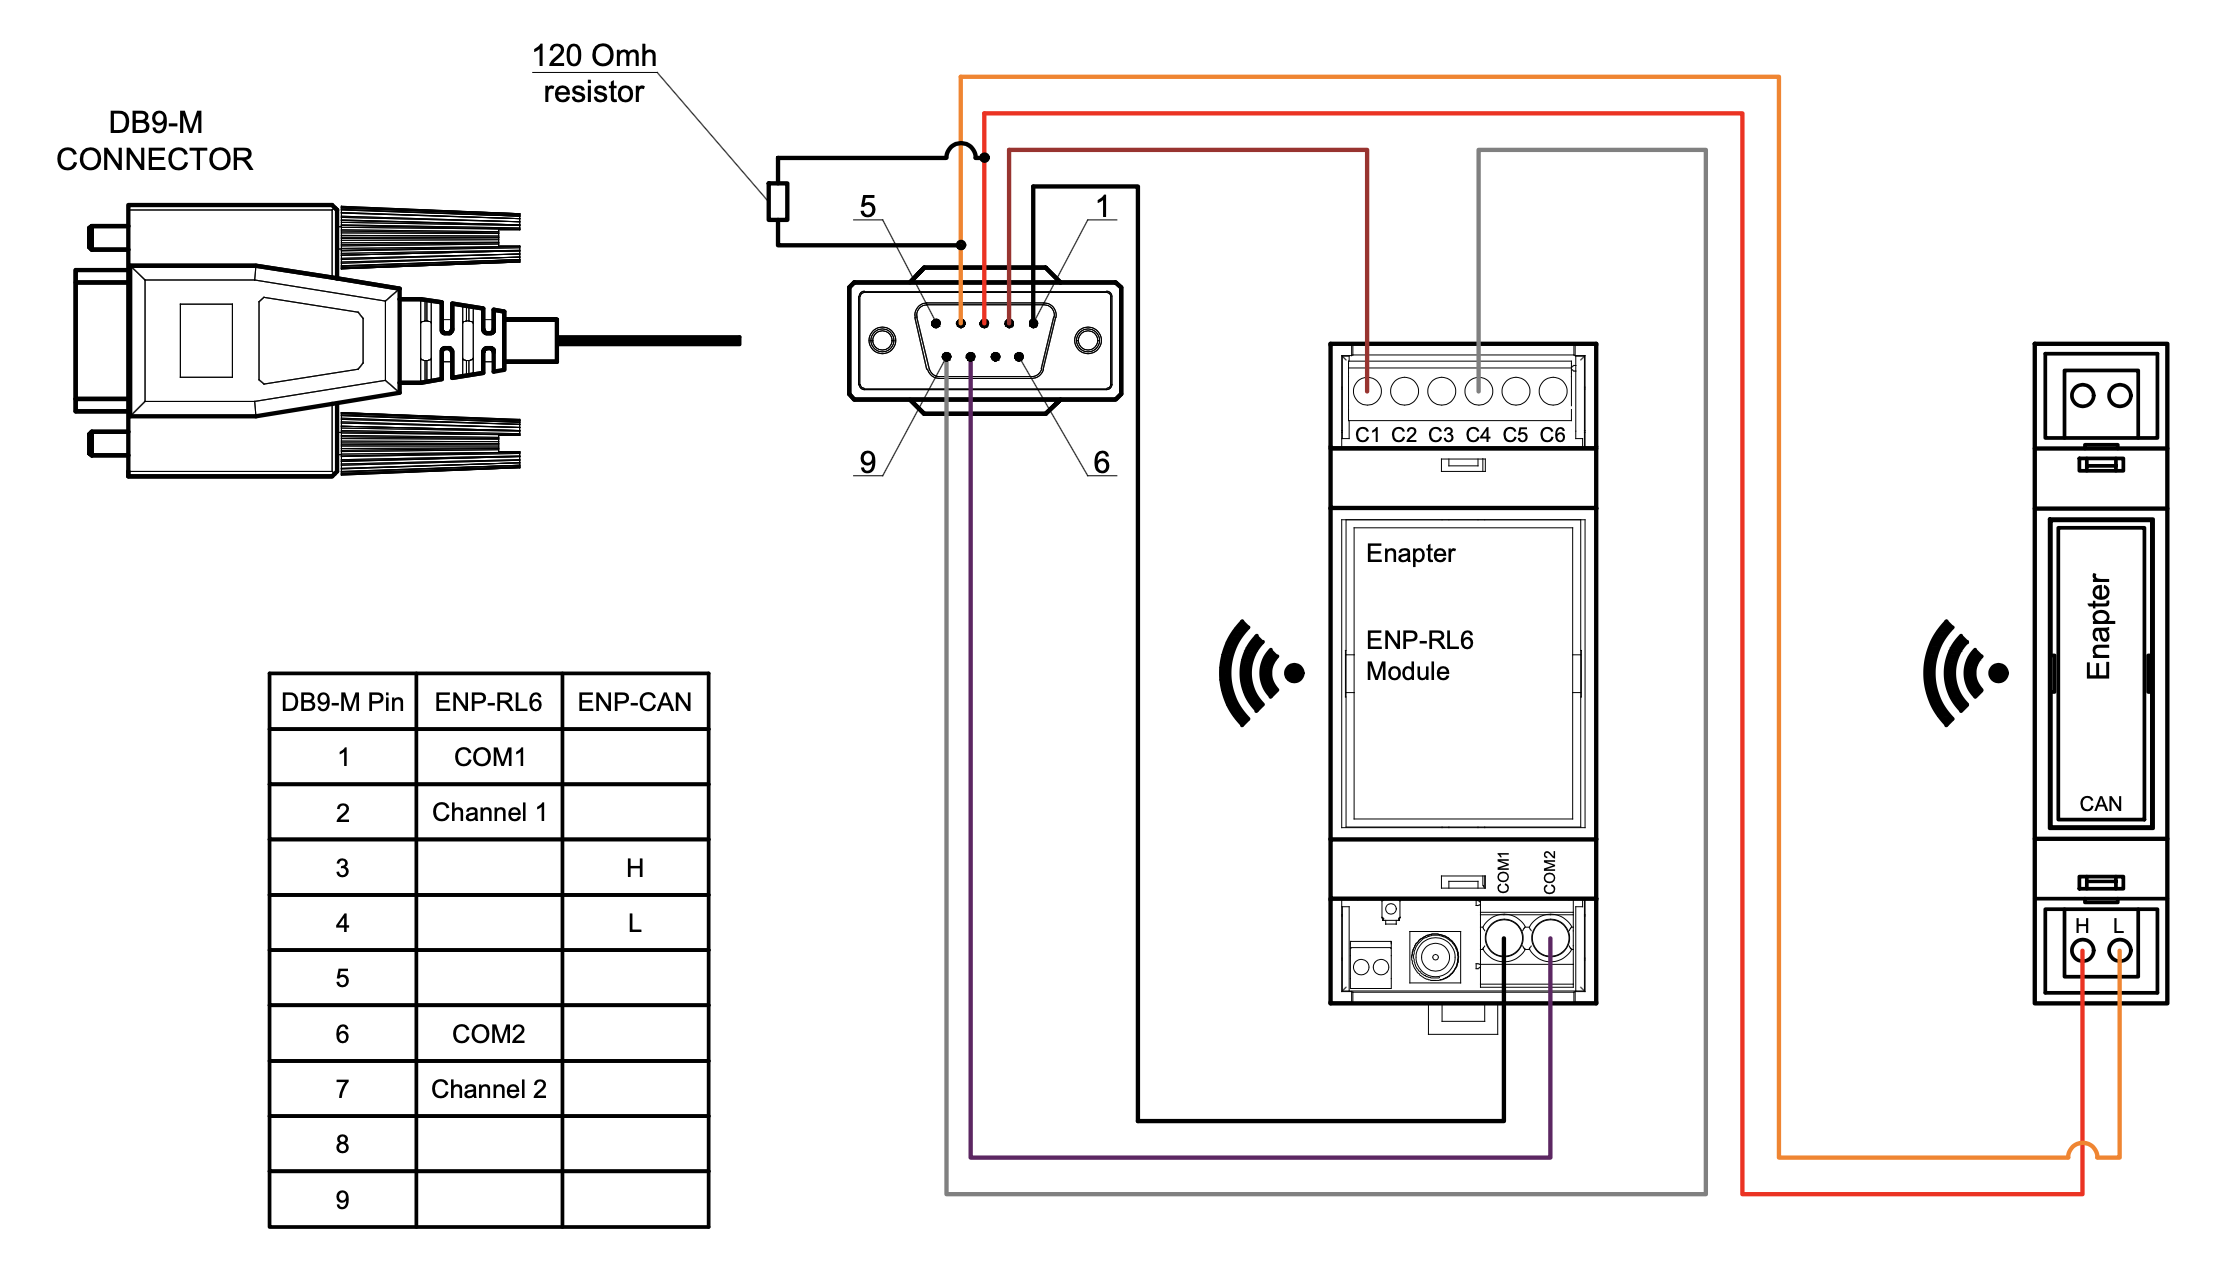 120 Omh
resistor
DB9-M
CONNECTOR
5
1
9
6
C1 C2 C3 C4 C5 C6
Enapter
ENP-RL6
Module
COM1
COM2
Enapter
CAN
H L
DB9-M Pin ENP-RL6 ENP-CAN
1 COM1
2 Channel 1
3 H
4 L
5
6 COM2
7 Channel 2
8
9